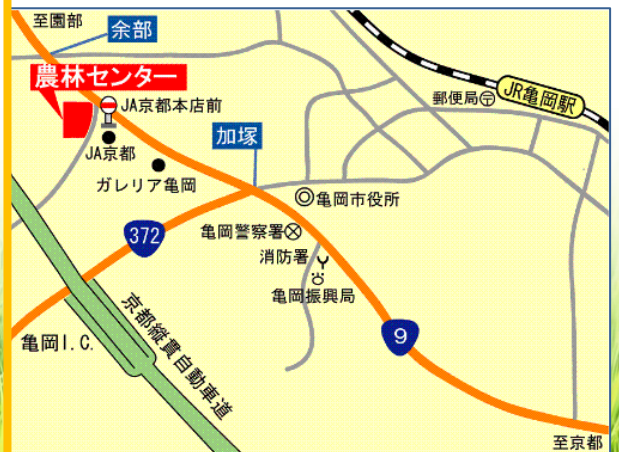 至園部
余部
農林センター
JA京都本店前
郵便局
JR亀岡駅
JA京都
加塚
ガレリア亀岡
亀岡市役所
372
亀岡警察署
消防署
亀岡振興局
京都縦貫自動車道
亀岡I.C.
9
至京都